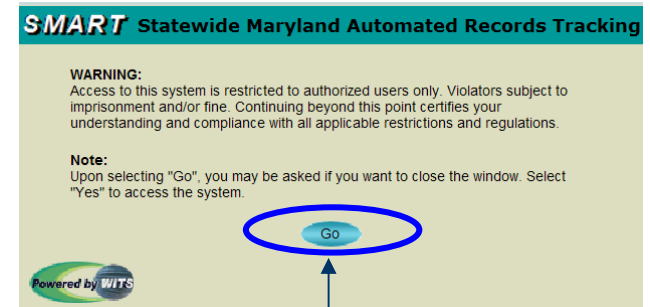 SMART Statewide Maryland Automated Records Tracking
WARNING:
Access to this system is restricted to authorized users only. Violators subject to
imprisonment and/or fine. Continuing beyond this point certifies your
understanding and compliance with all applicable restrictions and regulations.
Note:
Upon selecting "Go", you may be asked if you want to close the window. Select
"Yes" to access the system.
Go
Powered by WITS